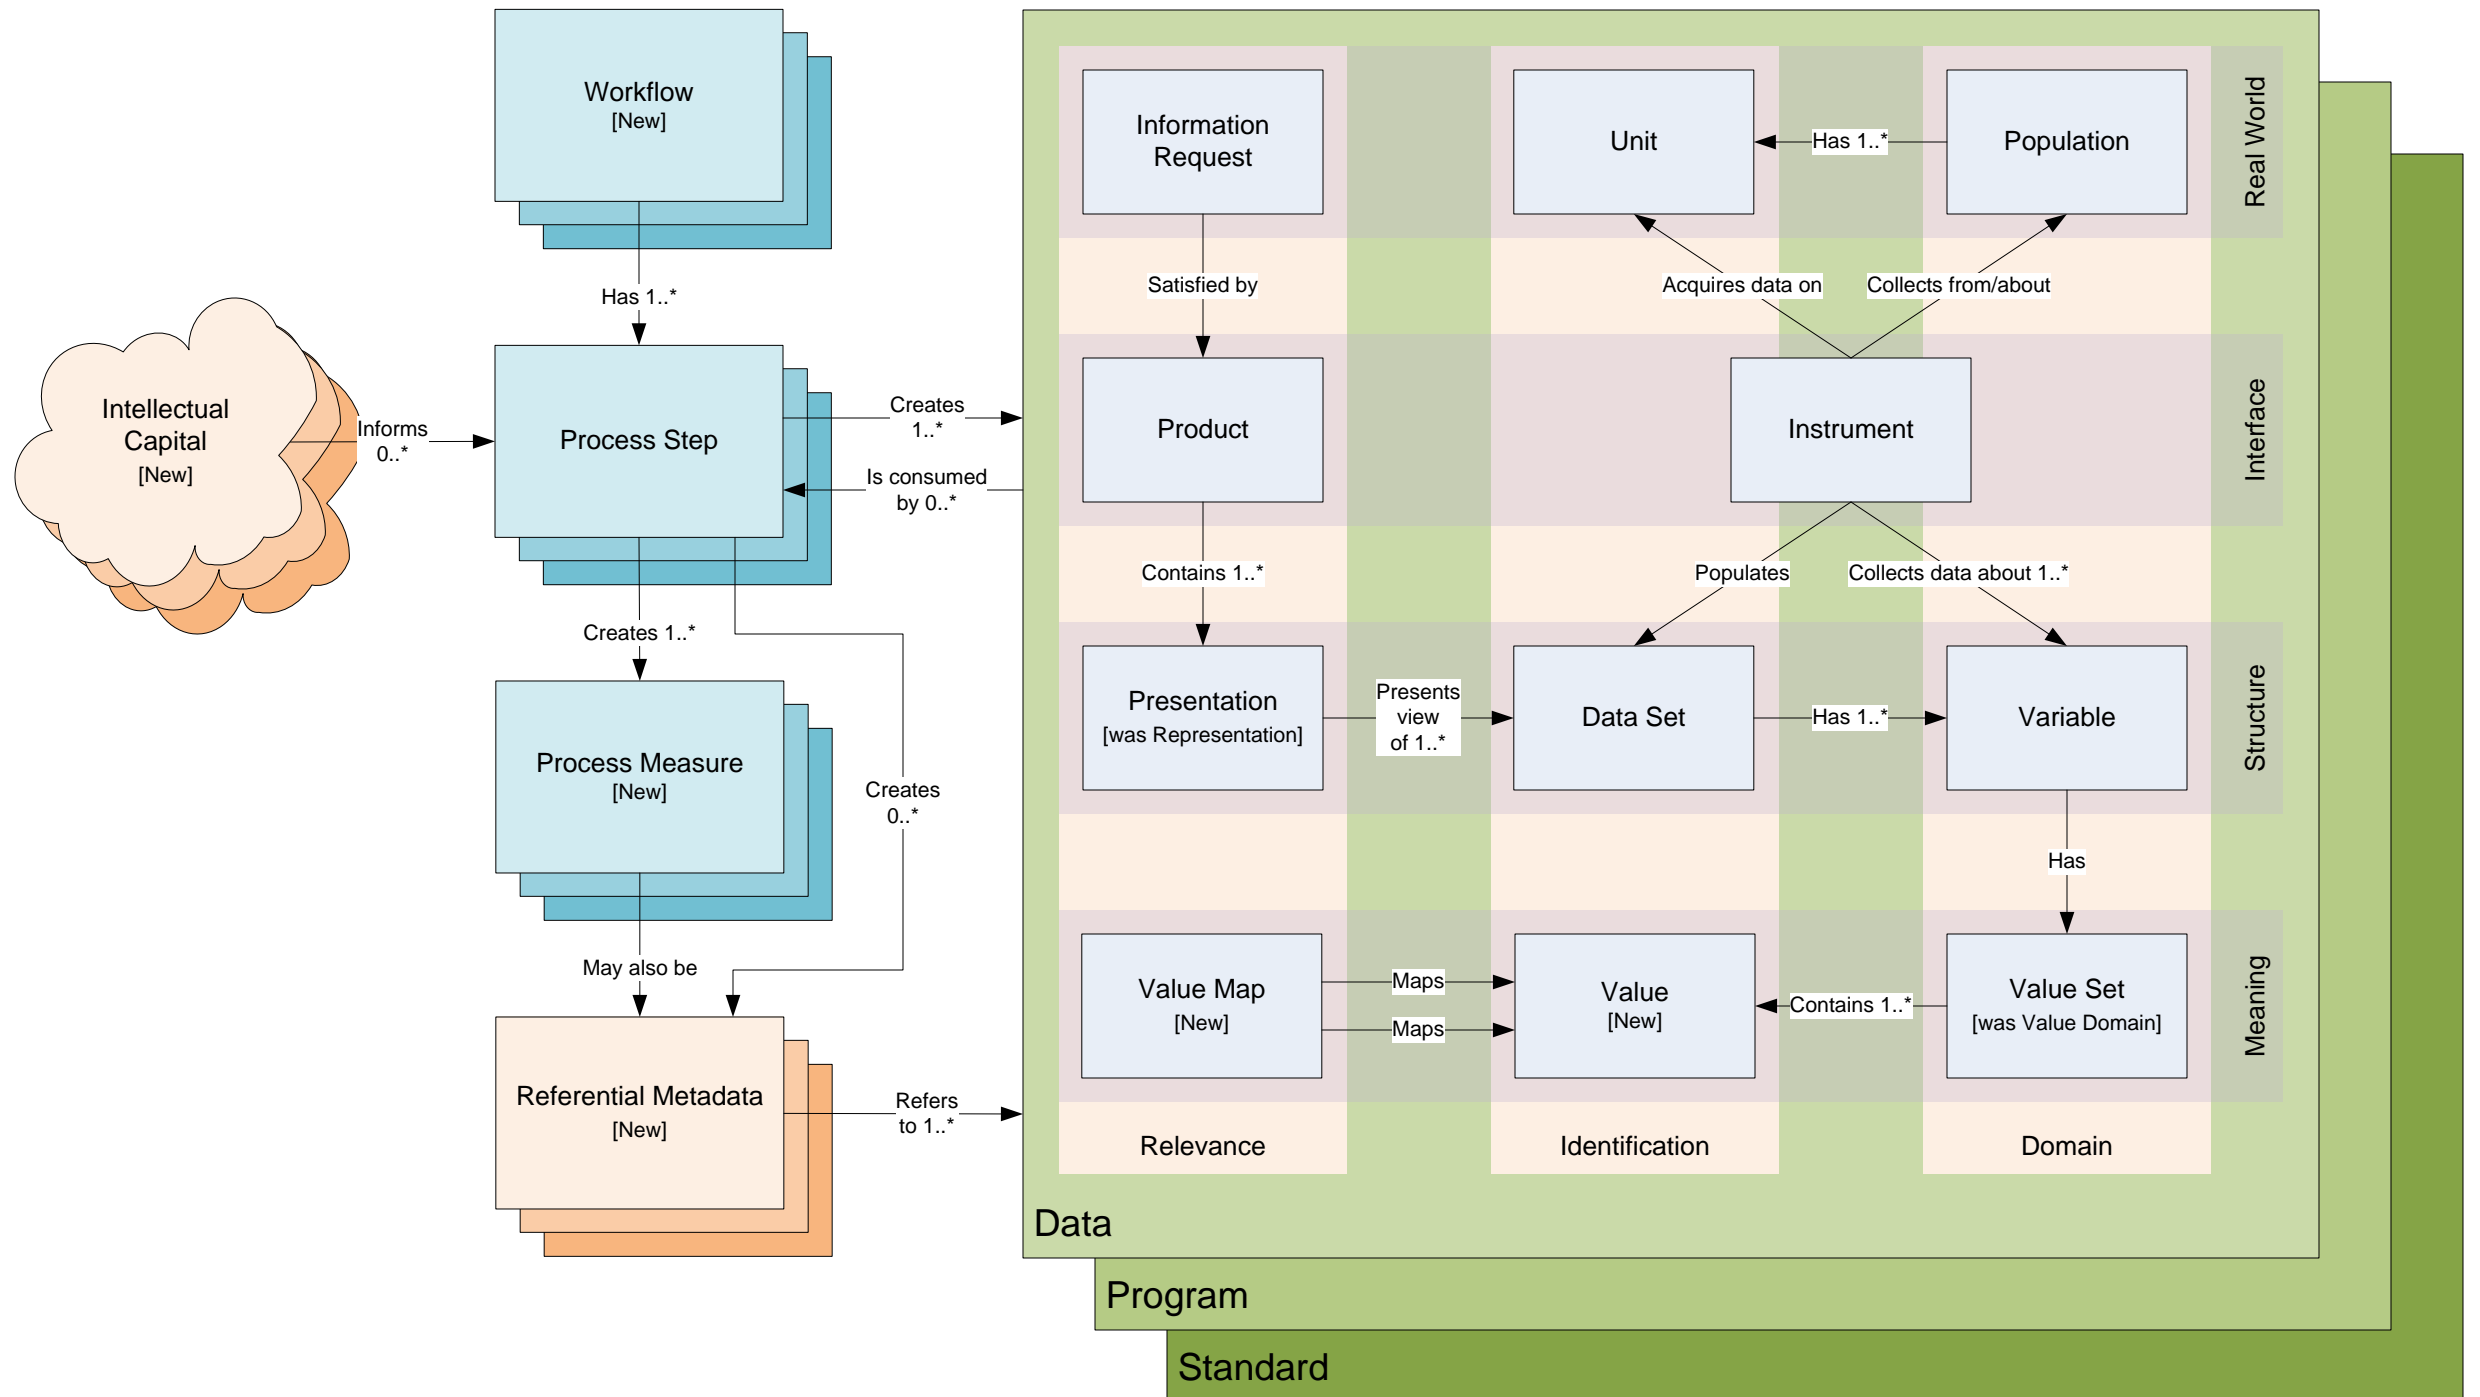 Workflow
[New]
Has 1..*
Intellectual
Capital
[New]
Informs
0..*
Process Step
Creates
1..*
Is consumed
by 0..*
Creates 1..*
Process Measure
[New]
Creates
0..*
May also be
Referential Metadata
[New]
Refers
to 1..*
Information
Request
Unit
Has 1..*
Population
Real World
Satisfied by
Acquires data on
Collects from/about
Product
Instrument
Interface
Contains 1..*
Populates
Collects data about 1..*
Presentation
[was Representation]
Presents
view
of 1..*
Data Set
Has 1..*
Variable
Structure
Has
Value Map
[New]
Maps
Maps
Value
[New]
Contains 1..*
Value Set
[was Value Domain]
Meaning
Relevance
Identification
Domain
Data
Program
Standard